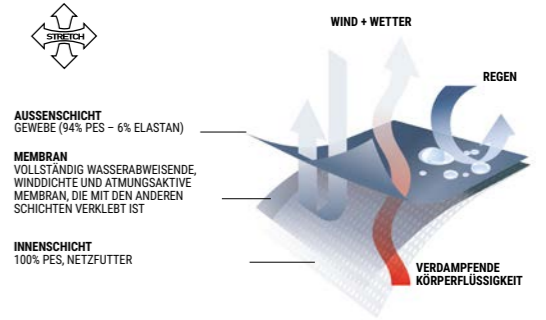 STRETCH
WIND + WETTER
REGEN
AUSSENSCHICHT
GEWEBE (94% PES – 6% ELASTAN)
MEMBRAN
VOLLSTÄNDIG WASSERABWEISENDE,
WINDDICHTE UND ATMUNGSAKTIVE
MEMBRAN, DIE MIT DEN ANDEREN
SCHICHTEN VERKLEBT IST
INNENSCHICHT
100% PES, NETZFUTTER
VERDAMPFENDE
KÖRPERFLÜSSIGKEIT